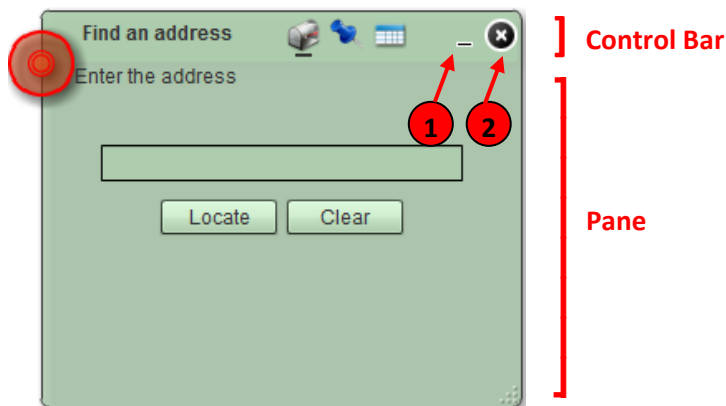 Find an address
Control Bar
Enter the address
1 2
Locate Clear
Pane